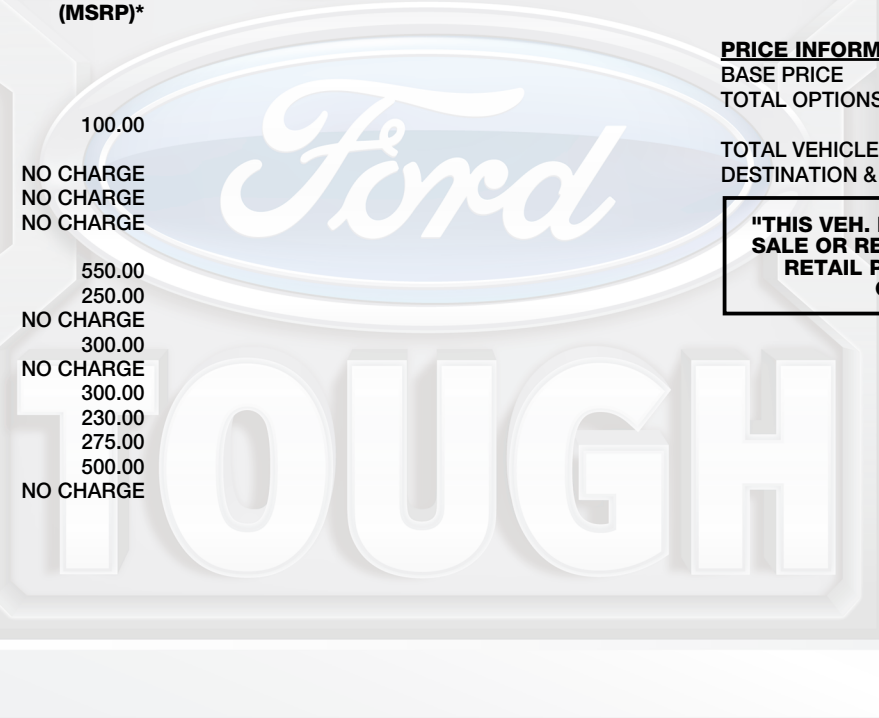 (MSRP)*
100.00
NO CHARGE
NO CHARGE
NO CHARGE
550.00
250.00
NO CHARGE
300.00
NO CHARGE
300.00
230.00
275.00
500.00
NO CHARGE
PRICE INFORM
BASE PRICE
TOTAL OPTIONS
TOTAL VEHICLE
DESTINATION &
"THIS VEH.
SALE OR RE
RETAIL P
Ford
TOUGH